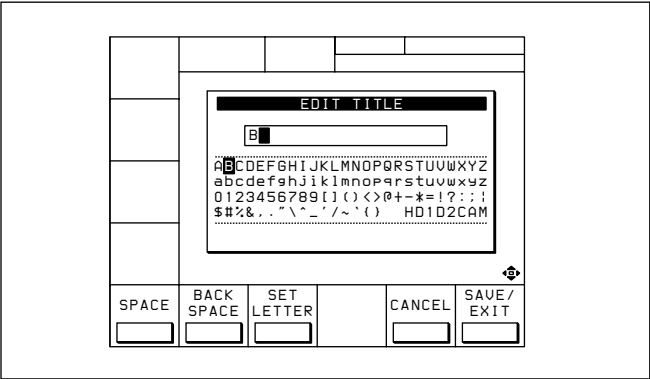 EDIT TITLE
B
ABCDEFGHIJKLMNOPQRSTUVWXYZ
abcdefghijklmnopqrstuvwxyz
0123456789[]()<>@+-*=!?:;¦
$#%&,."\^_'/~`{} HD1D2CAM
SPACE
BACK SPACE
SET LETTER
CANCEL
SAVE/ EXIT